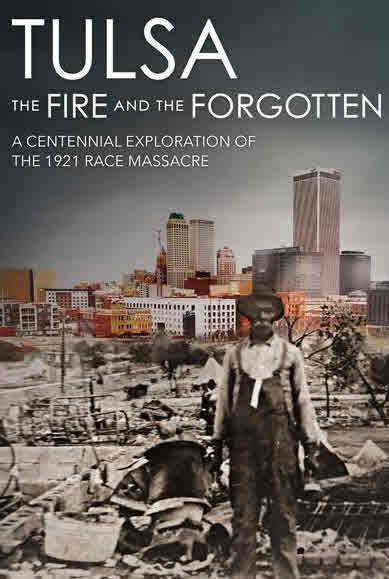 TULSA
THE FIRE AND THE FORGOTTEN
A CENTENNIAL EXPLORATION OF
THE 1921 RACE MASSACRE